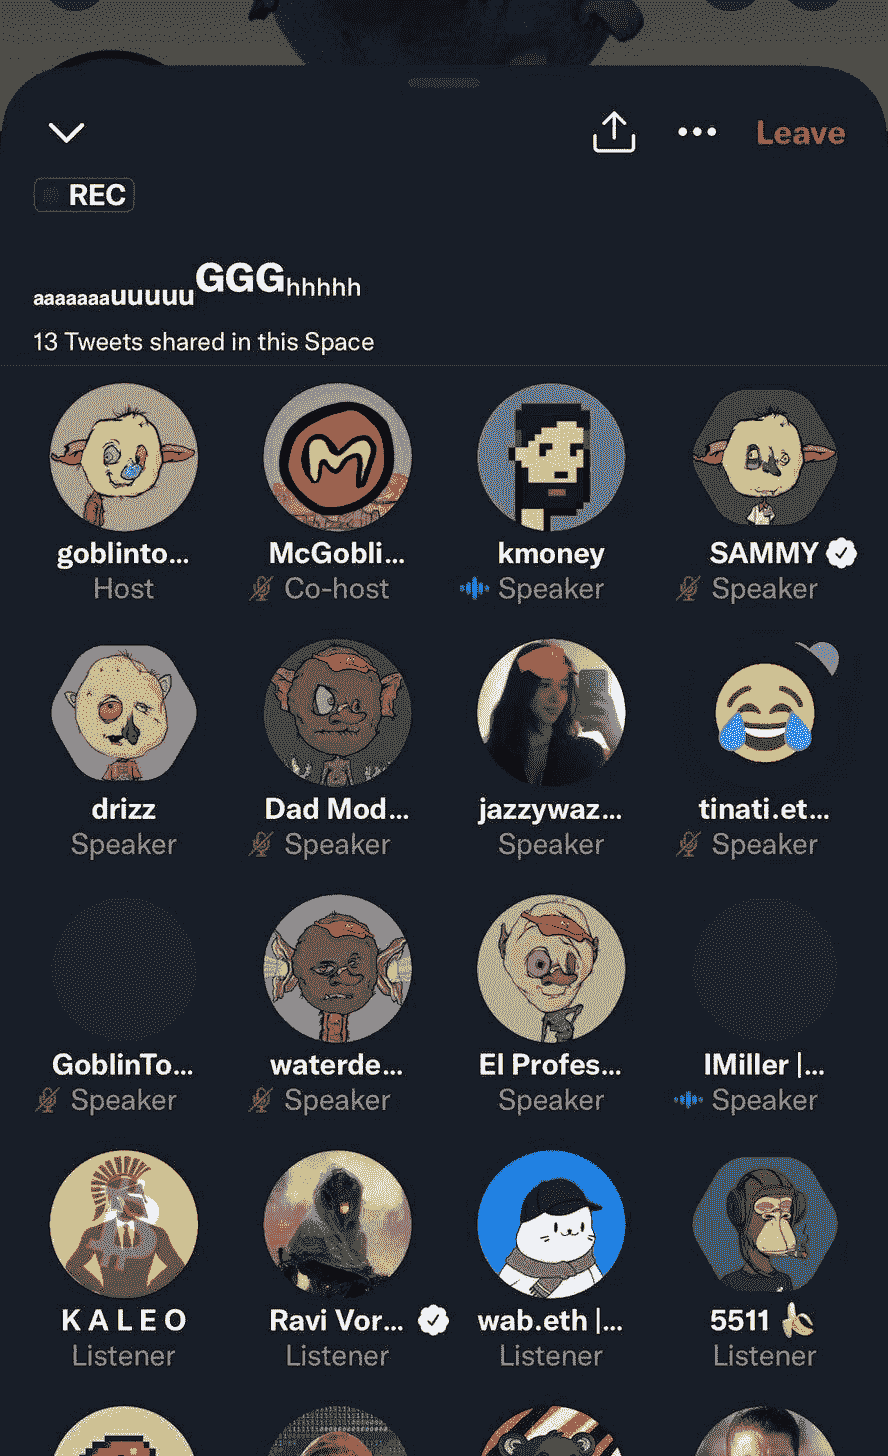 Leave
REC
aaaaaaauuuuuGGGhhhhh
13 Tweets shared in this Space
goblinto... McGobli... kmoney SAMMY
Host Co-host Speaker Speaker
drizz Dad Mod... jazzywaz... tinati.et...
Speaker Speaker Speaker Speaker
GoblinTo... waterde... El Profes... IMiller |...
Speaker Speaker Speaker Speaker
K A L E O Ravi Vor... wab.eth |... 5511 🍌
Listener Listener Listener Listener